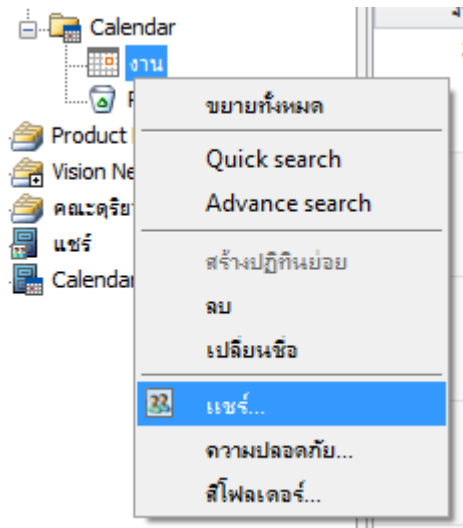 Calendar
งาน
ขยายทั้งหมด
Product
Quick search
Vision Ne
Advance search
คณะดุริยา
แชร์
สร้างปฏิทินย่อย
Calendar
ลบ
เปลี่ยนชื่อ
แชร์...
ความปลอดภัย...
สีโฟลเดอร์...